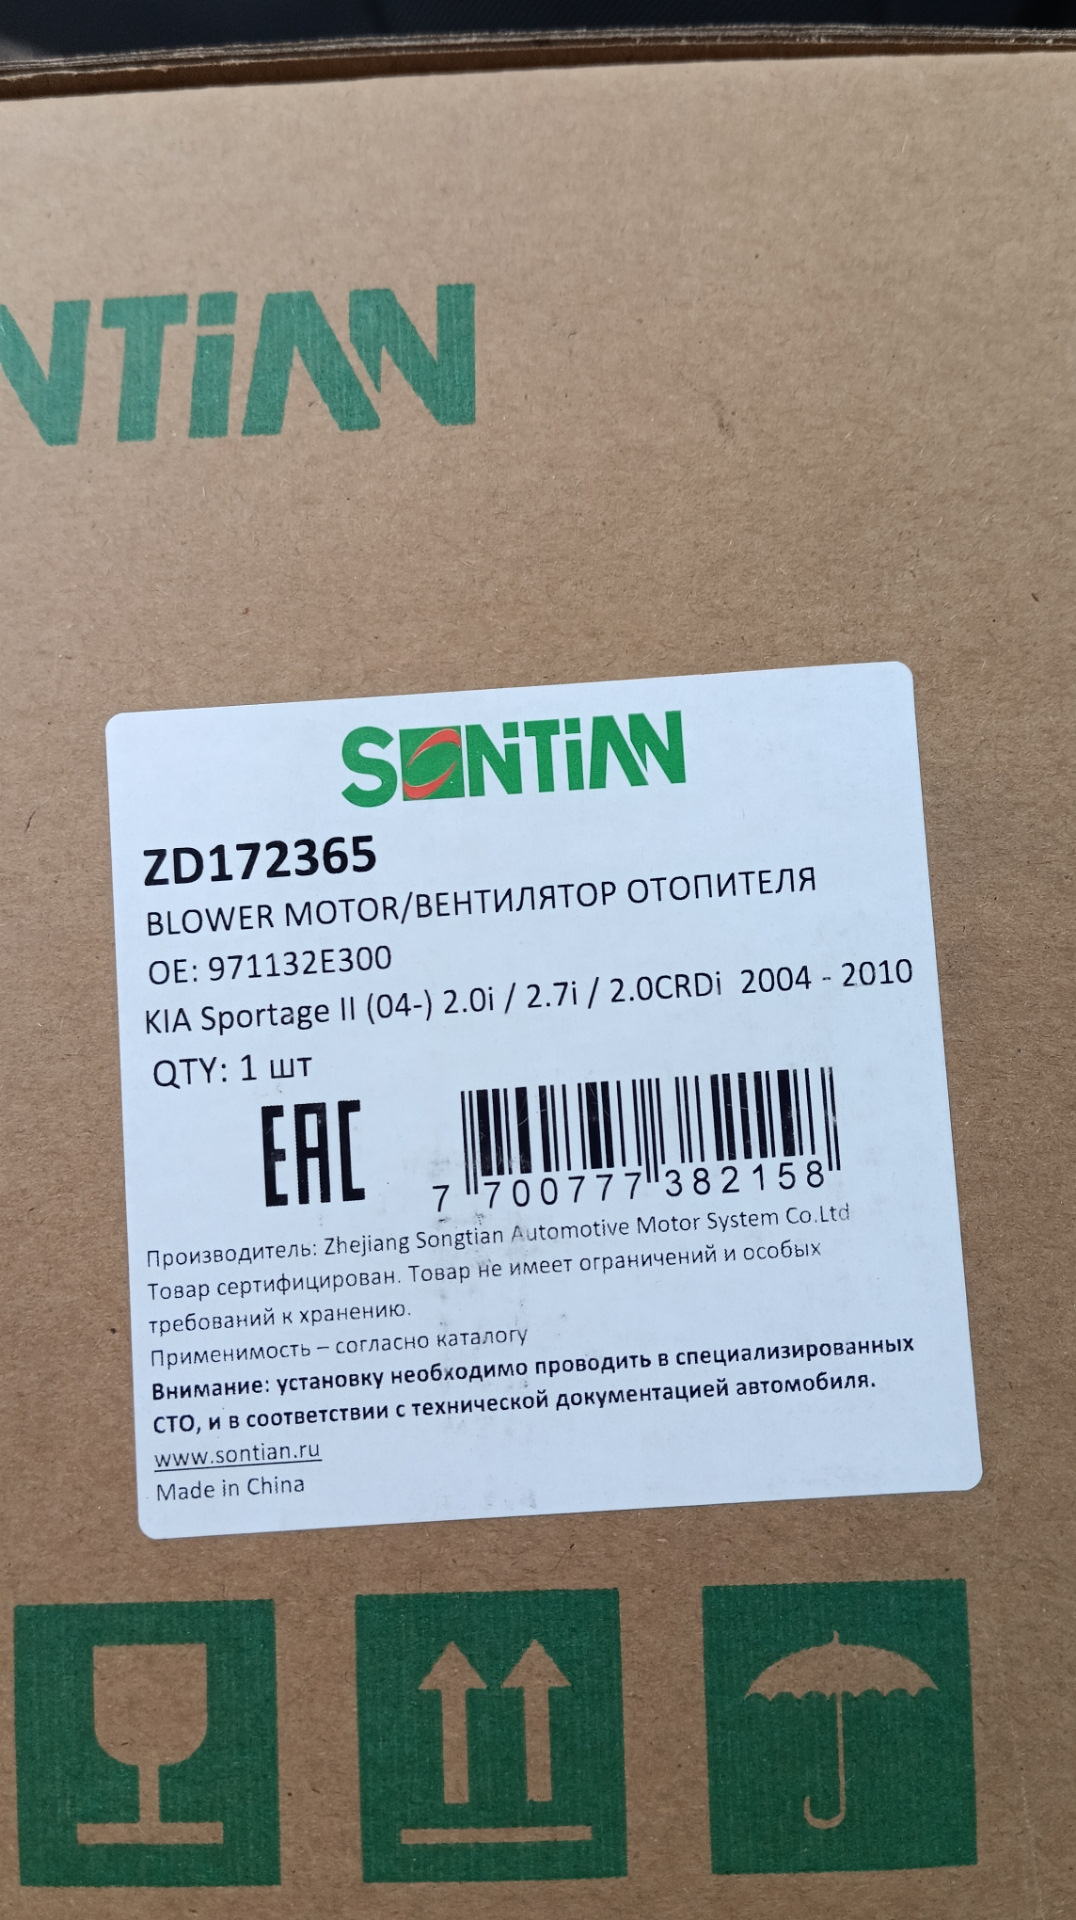 NTiAN
SONTiAN
ZD172365
BLOWER MOTOR/ВЕНТИЛЯТОР ОТОПИТЕЛЯ
OE: 971132E300
KIA Sportage II (04-) 2.0i / 2.7i / 2.0CRDi 2004 - 2010
QTY: 1 шт
EAC
7 700777 382158
Производитель: Zhejiang Songtian Automotive Motor System Co.Ltd
Товар сертифицирован. Товар не имеет ограничений и особых
требований к хранению.
Применимость – согласно каталогу
Внимание: установку необходимо проводить в специализированных
СТО, и в соответствии с технической документацией автомобиля.
www.sontian.ru
Made in China